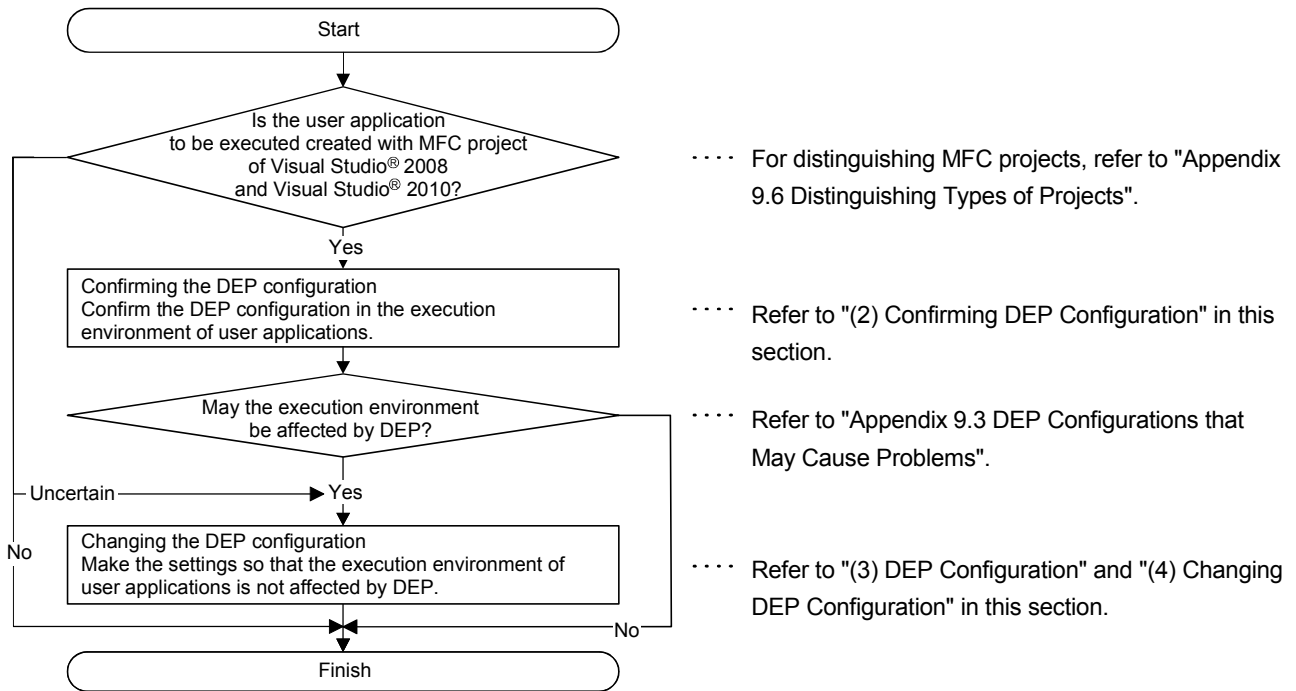 Start
Is the user application
to be executed created with MFC project
of Visual Studio® 2008
and Visual Studio® 2010?
···· For distinguishing MFC projects, refer to "Appendix
9.6 Distinguishing Types of Projects".
Yes
Confirming the DEP configuration
Confirm the DEP configuration in the execution
environment of user applications.
···· Refer to "(2) Confirming DEP Configuration" in this
section.
May the execution environment
be affected by DEP?
···· Refer to "Appendix 9.3 DEP Configurations that
May Cause Problems".
Uncertain
Yes
No
Changing the DEP configuration
Make the settings so that the execution environment of
user applications is not affected by DEP.
···· Refer to "(3) DEP Configuration" and "(4) Changing
DEP Configuration" in this section.
No
Finish